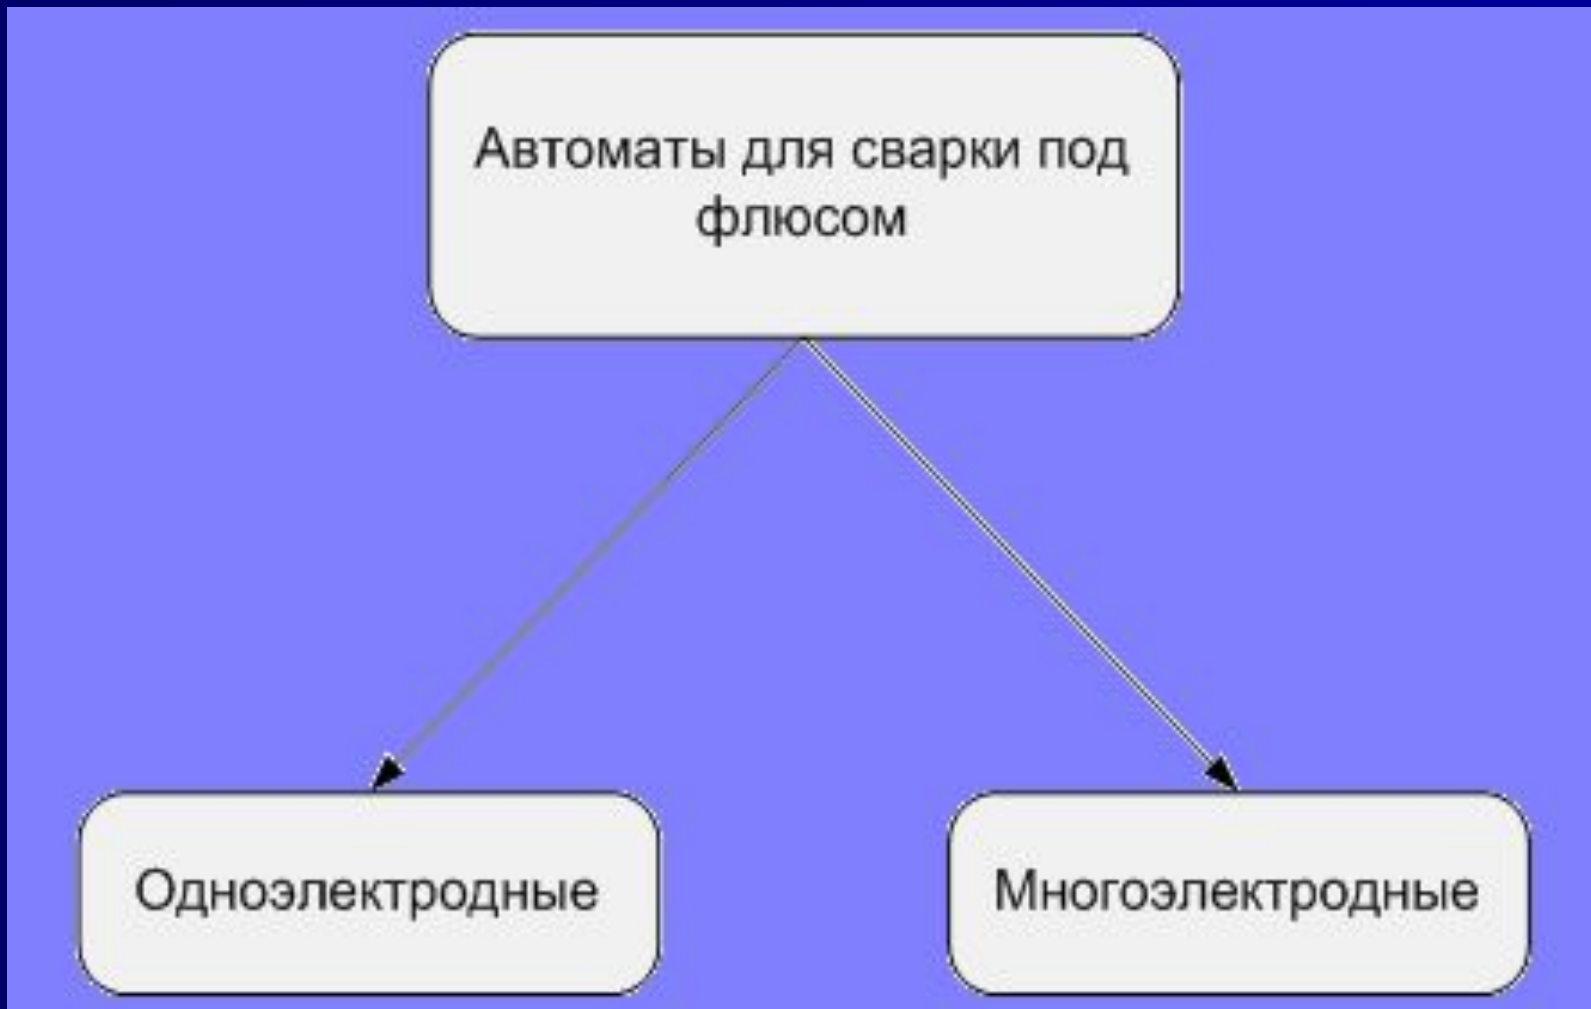 Автоматы для сварки под
флюсом
Одноэлектродные
Многоэлектродные